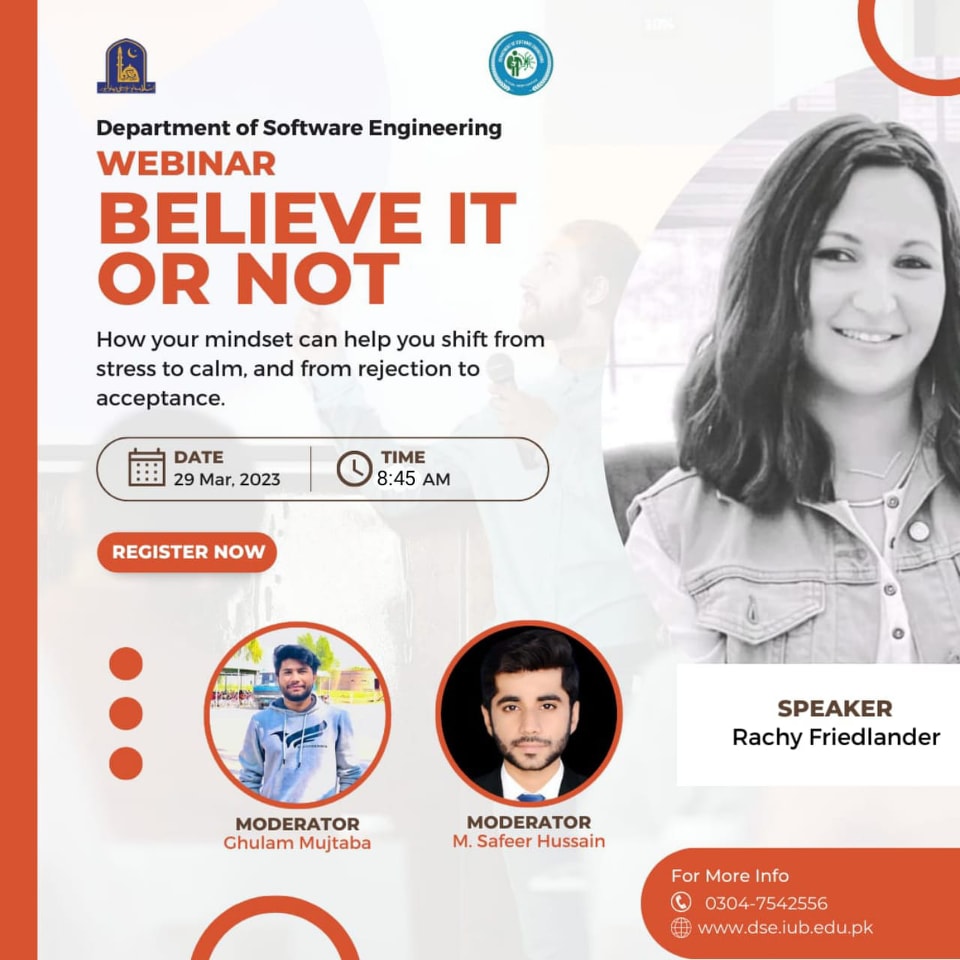 Department of Software Engineering
WEBINAR
BELIEVE IT
OR NOT
How your mindset can help you shift from
stress to calm, and from rejection to
acceptance.
DATE
29 Mar, 2023
TIME
8:45 AM
REGISTER NOW
MODERATOR
Ghulam Mujtaba
MODERATOR
M. Safeer Hussain
SPEAKER
Rachy Friedlander
For More Info
0304-7542556
www.dse.iub.edu.pk